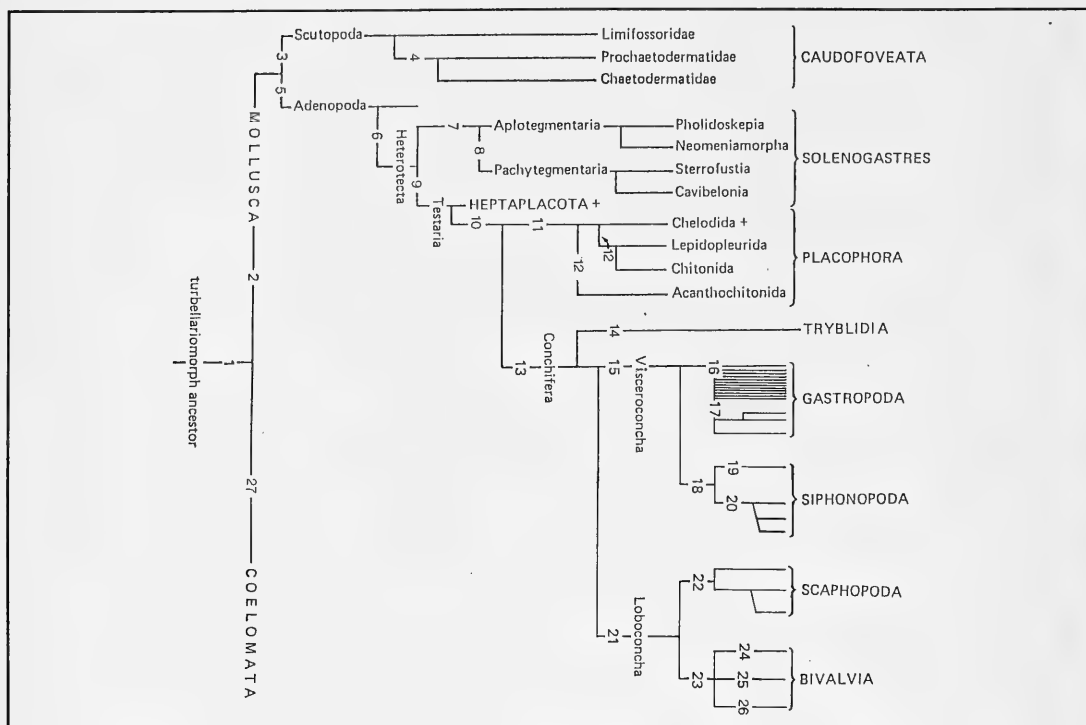 Scutopoda
Limifossoridae
Prochaetodermatidae
Chaetodermatidae
CAUDOFOVEATA
3
4
5
Adenopoda
6
Heterotecta
7
Aplotegmentaria
Pholidoskepia
Neomeniamorpha
8
Pachytegmentaria
Sterrofustia
Cavibelonia
SOLENOGASTRES
9
Testaria
HEPTAPLACOTA +
10
11
Chelodida +
Lepidopleurida
12
Chitonida
12
Acanthochitonida
PLACOPHORA
MOLLUSCA
2
1
turbellariomorph ancestor
27
COELOMATA
13
Conchifera
14
TRYBLIDIA
15
Visceroconcha
16
17
GASTROPODA
18
19
20
SIPHONOPODA
21
Loboconcha
22
SCAPHOPODA
23
24
25
26
BIVALVIA